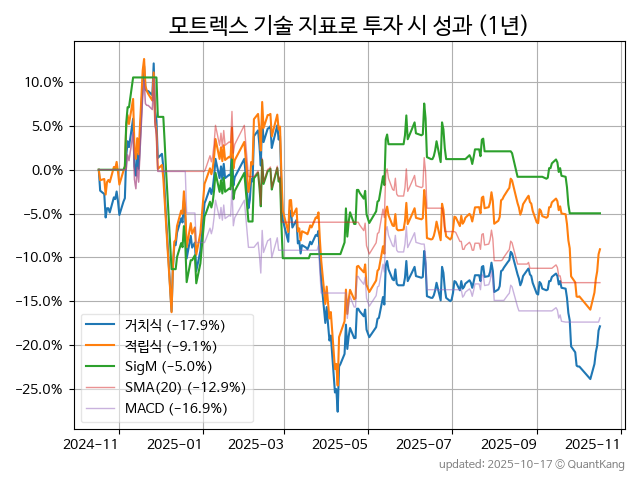 모트렉스 기술 지표로 투자 시 성과 (1년)
10.0%
5.0%
0.0%
−5.0%
−10.0%
−15.0%
−20.0%
−25.0%
거치식 (−17.9%)
적립식 (−9.1%)
SigM (−5.0%)
SMA(20) (−12.9%)
MACD (−16.9%)
2024-11 2025-01 2025-03 2025-05 2025-07 2025-09 2025-11
updated: 2025-10-17 © QuantKang